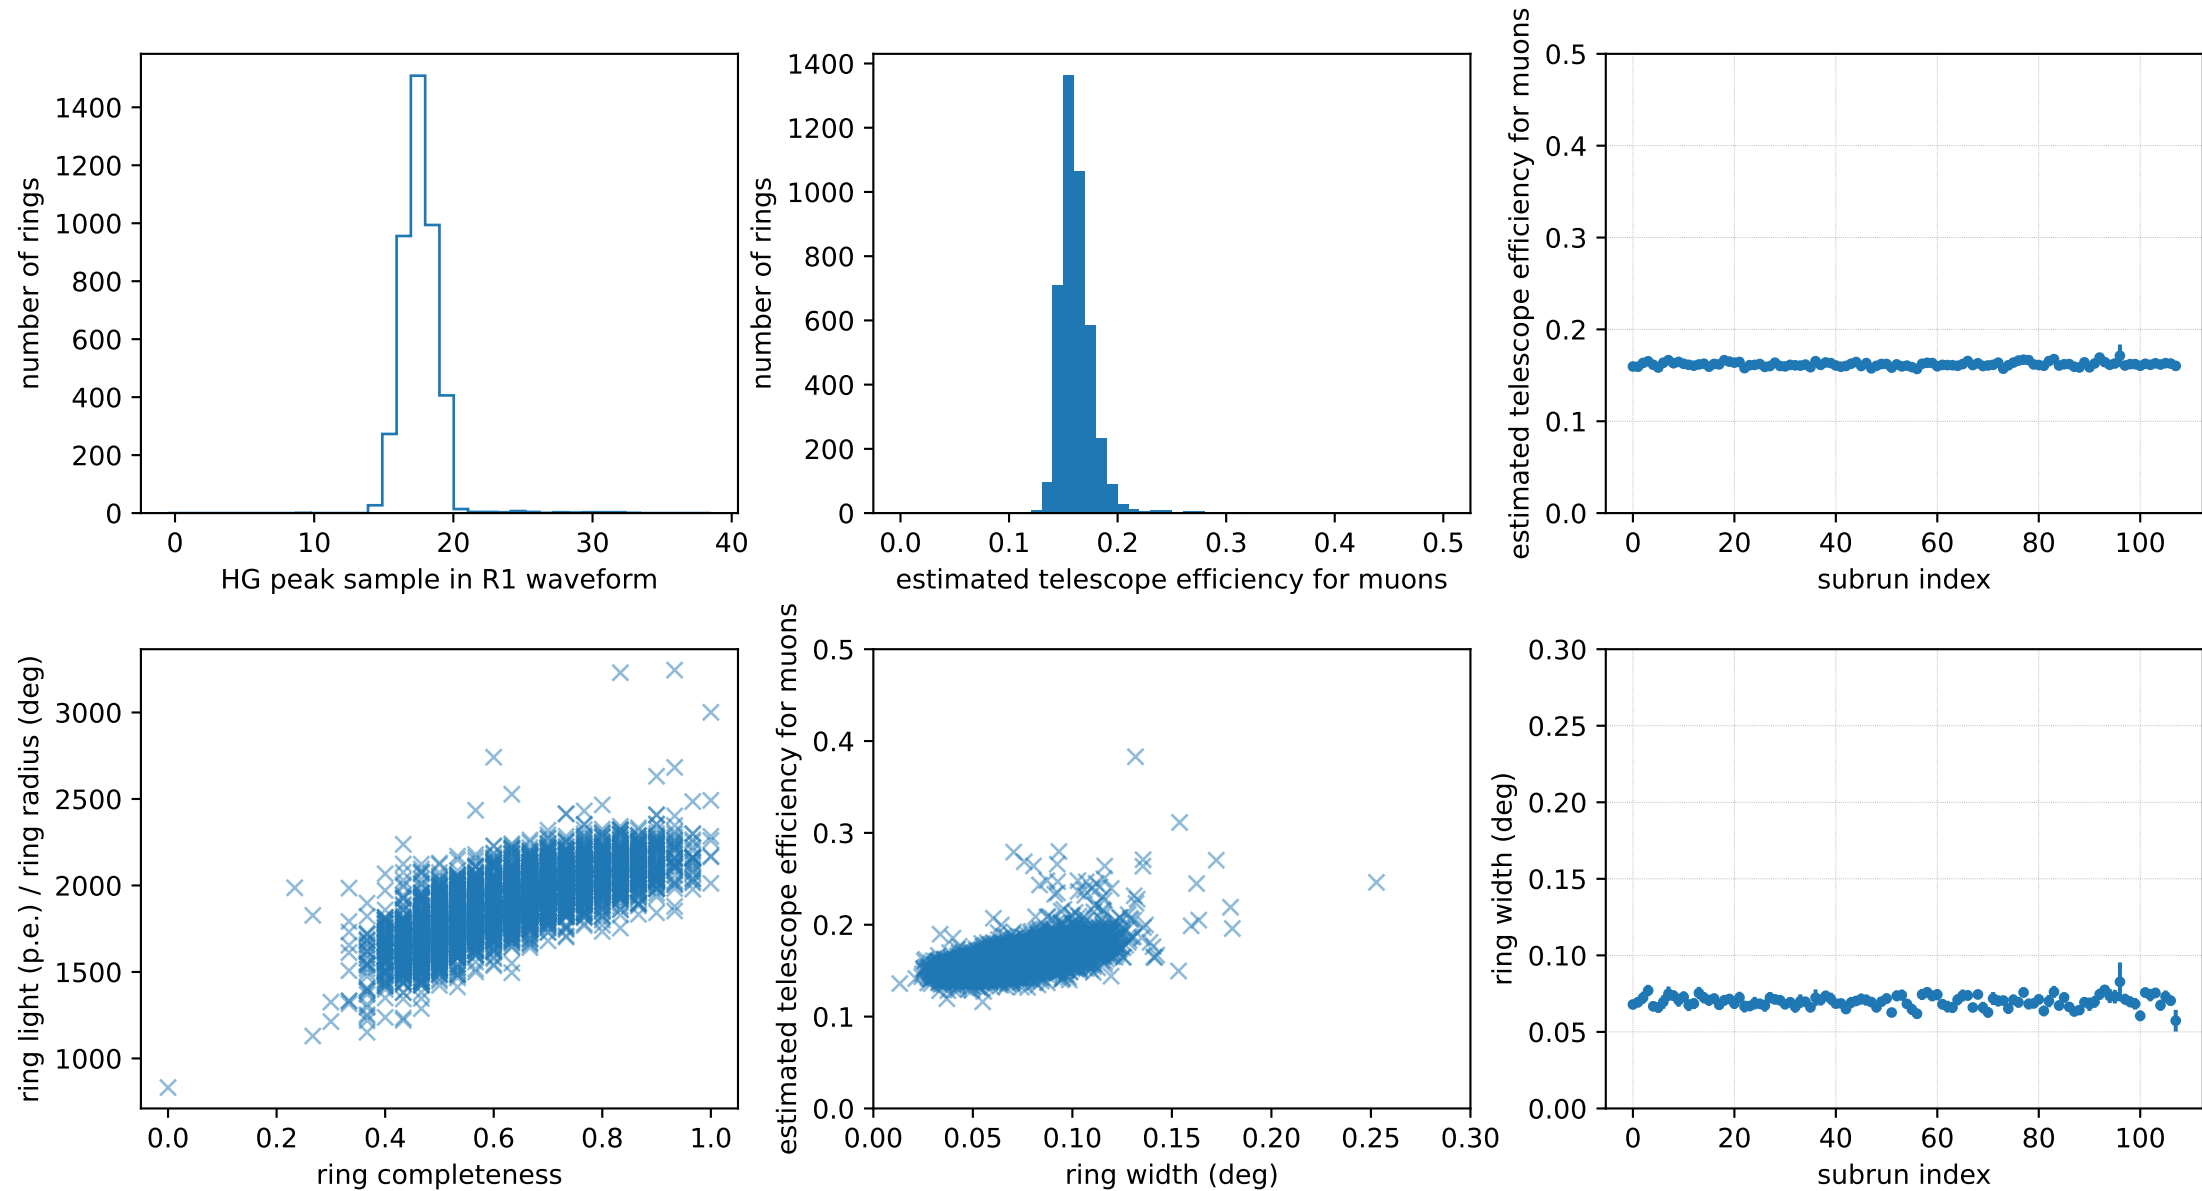 number of rings
1400
1200
1000
800
600
400
200
0
0 10 20 30 40
HG peak sample in R1 waveform
number of rings
1400
1200
1000
800
600
400
200
0
0.0 0.1 0.2 0.3 0.4 0.5
estimated telescope efficiency for muons
estimated telescope efficiency for muons
0.5
0.4
0.3
0.2
0.1
0.0
0 20 40 60 80 100
subrun index
ring light (p.e.) / ring radius (deg)
3000
2500
2000
1500
1000
0.0 0.2 0.4 0.6 0.8 1.0
ring completeness
estimated telescope efficiency for muons
0.5
0.4
0.3
0.2
0.1
0.0
0.00 0.05 0.10 0.15 0.20 0.25 0.30
ring width (deg)
ring width (deg)
0.30
0.25
0.20
0.15
0.10
0.05
0.00
0 20 40 60 80 100
subrun index